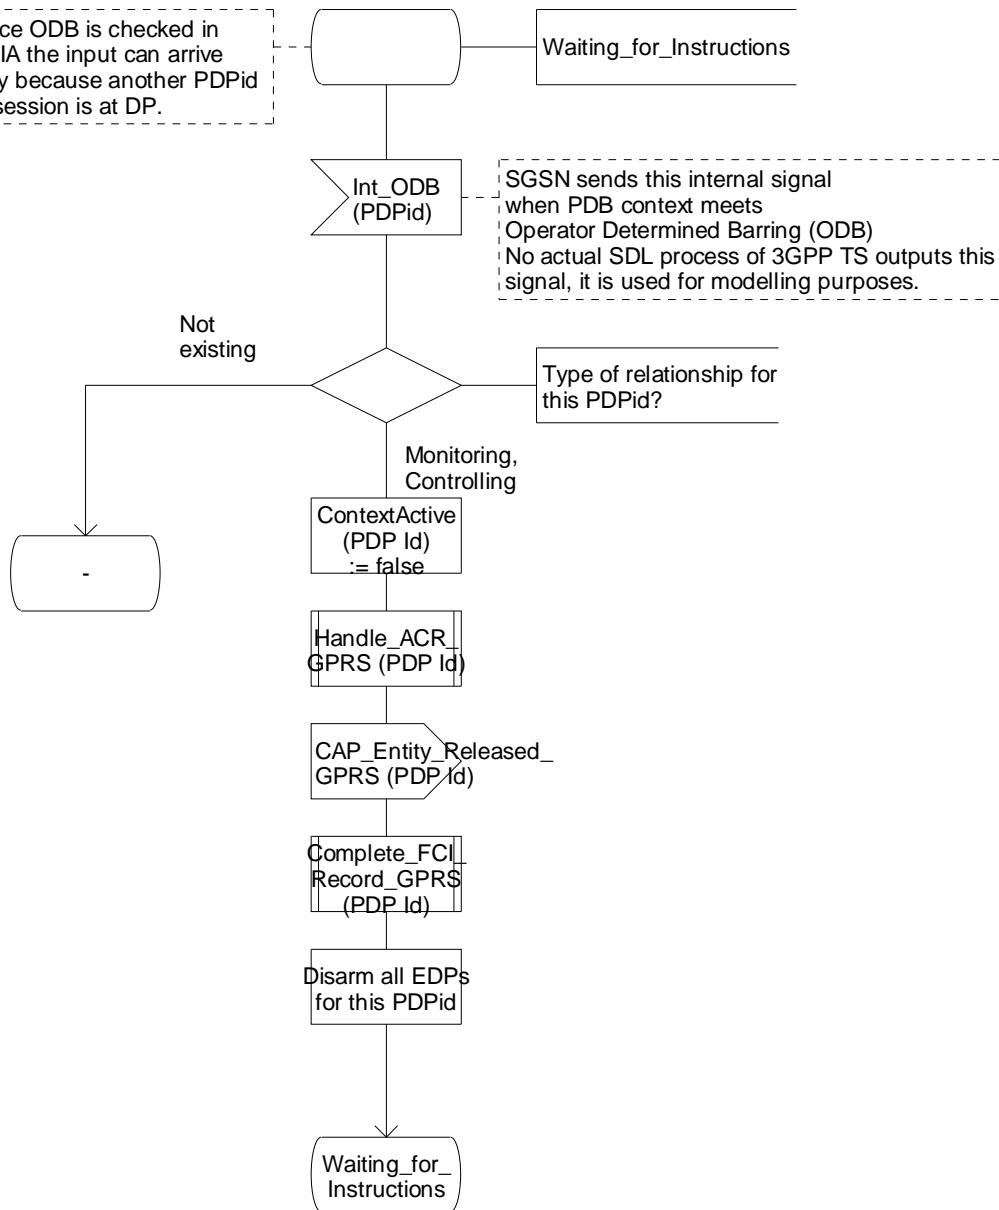 ce ODB is checked in
IA the input can arrive
y because another PDPid
session is at DP.
Waiting_for_Instructions
Int_ODB
(PDPid)
SGSN sends this internal signal
when PDB context meets
Operator Determined Barring (ODB)
No actual SDL process of 3GPP TS outputs this
signal, it is used for modelling purposes.
Not
existing
Type of relationship for
this PDPid?
Monitoring,
Controlling
ContextActive
(PDP Id)
:= false
-
Handle_ACR_
GPRS (PDP Id)
CAP_Entity_Released_
GPRS (PDP Id)
Complete_FCI_
Record_GPRS
(PDP Id)
Disarm all EDPs
for this PDPid
Waiting_for_
Instructions